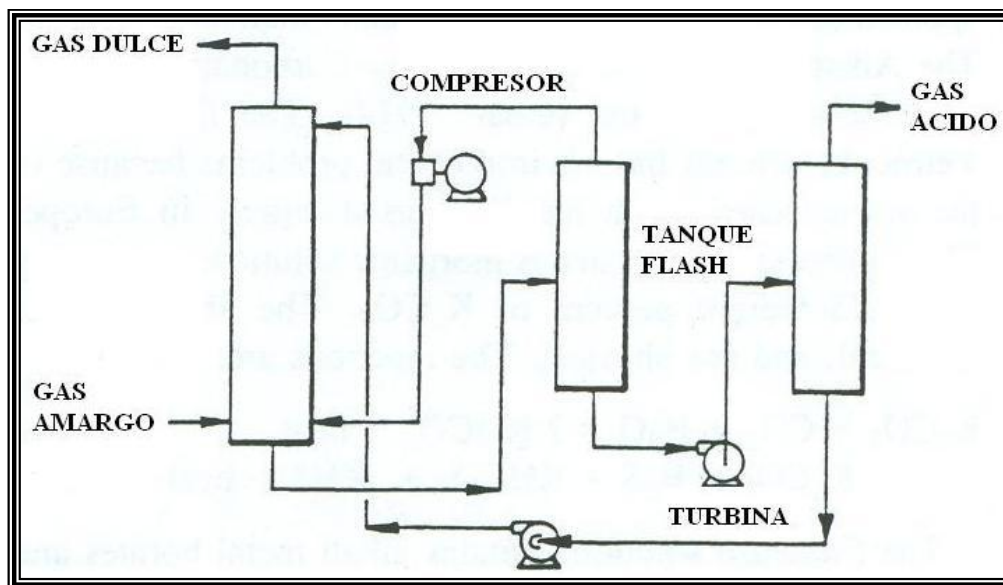 GAS DULCE
COMPRESOR
GAS
ACIDO
TANQUE
FLASH
GAS
AMARGO
TURBINA